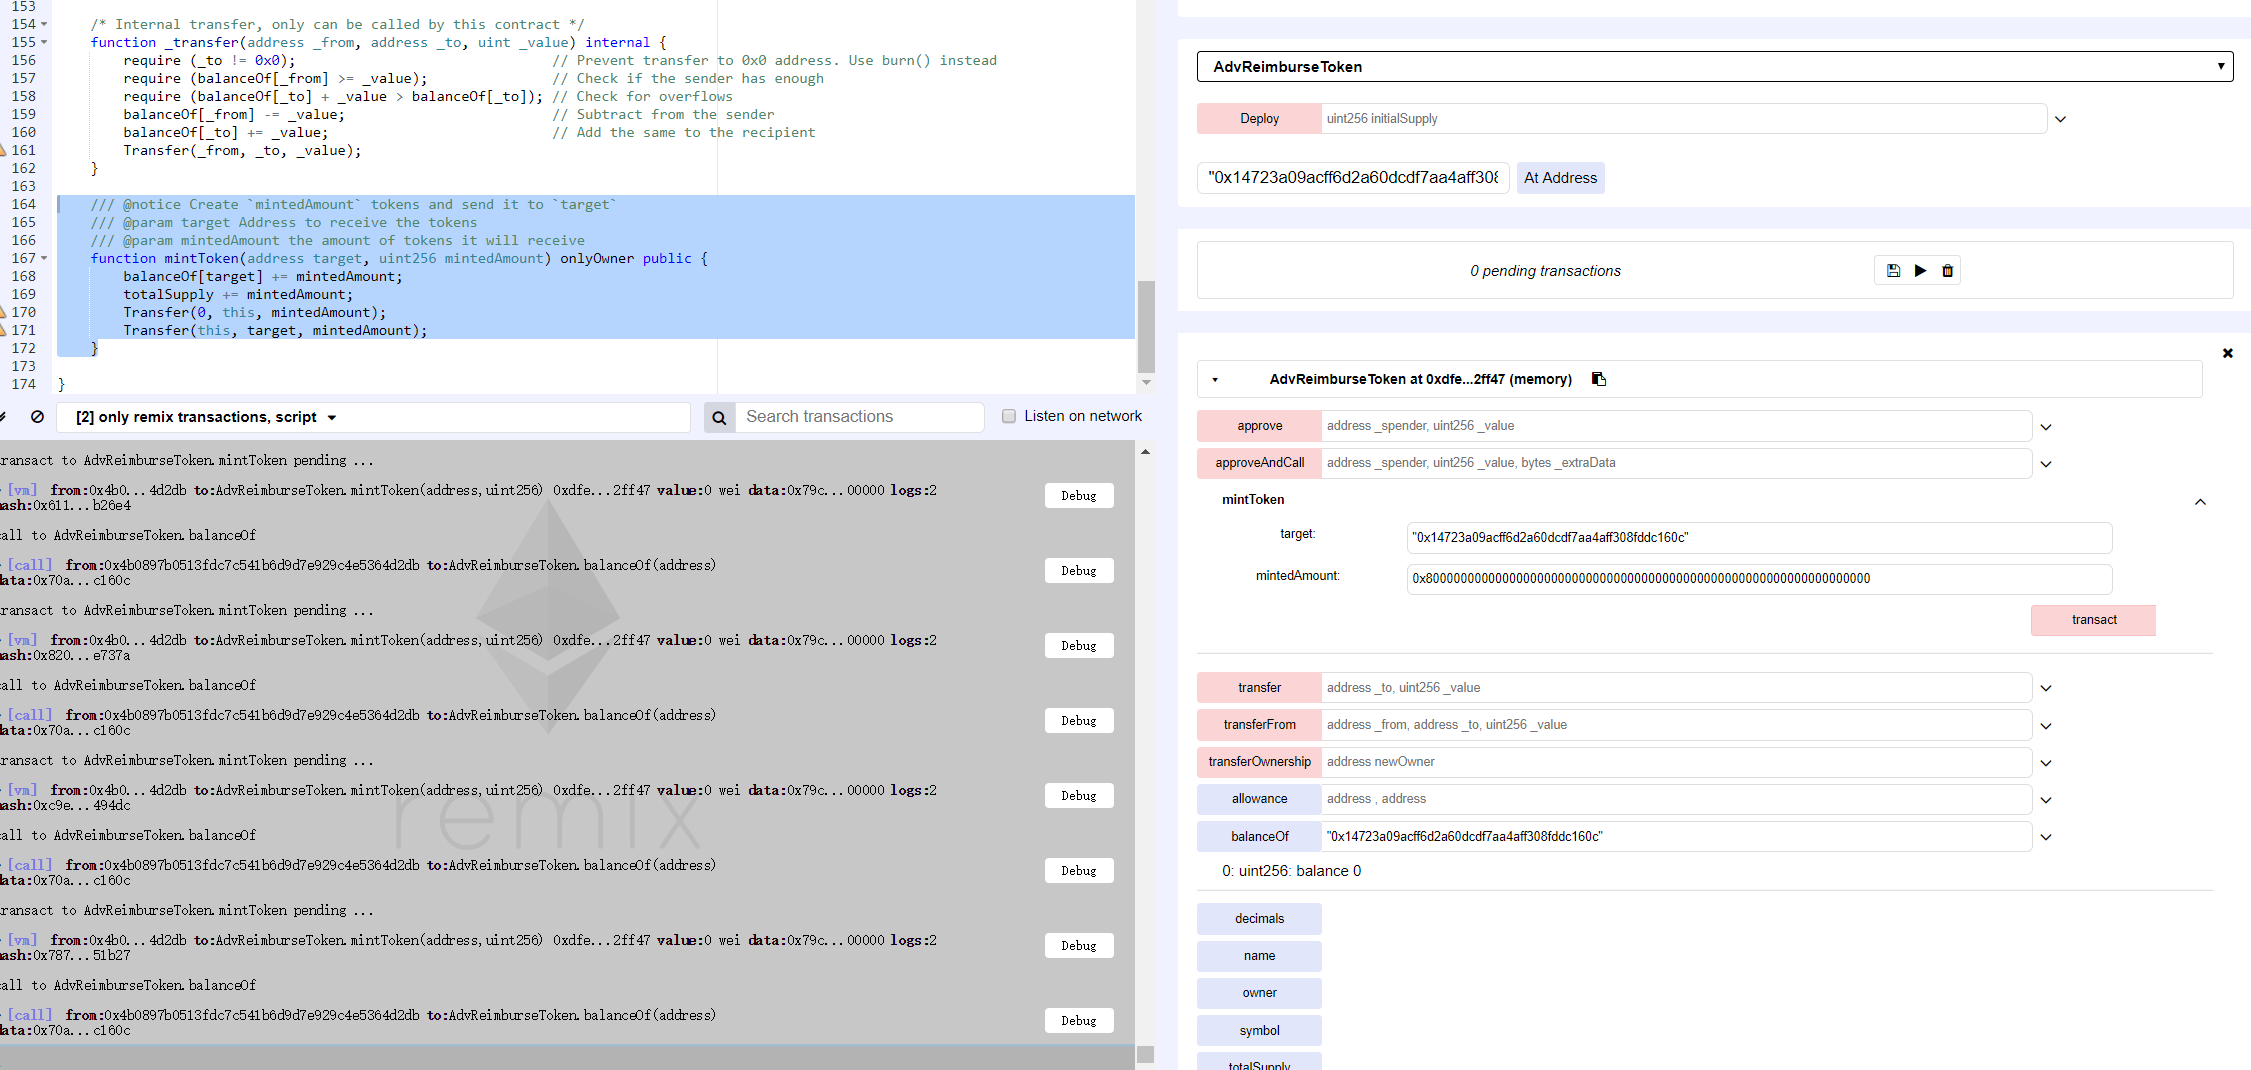 153
154 /* Internal transfer, only can be called by this contract */
155 function _transfer(address _from, address _to, uint _value) internal {
156 require (_to != 0x0); // Prevent transfer to 0x0 address. Use burn() instead
157 require (balanceOf[_from] >= _value); // Check if the sender has enough
158 require (balanceOf[_to] + _value > balanceOf[_to]); // Check for overflows
159 balanceOf[_from] -= _value; // Subtract from the sender
160 balanceOf[_to] += _value; // Add the same to the recipient
161 Transfer(_from, _to, _value);
162 }
163
164 /// @notice Create `mintedAmount` tokens and send it to `target`
165 /// @param target Address to receive the tokens
166 /// @param mintedAmount the amount of tokens it will receive
167 function mintToken(address target, uint256 mintedAmount) onlyOwner public {
168 balanceOf[target] += mintedAmount;
169 totalSupply += mintedAmount;
170 Transfer(0, this, mintedAmount);
171 Transfer(this, target, mintedAmount);
172 }
173
174 }
[2] only remix transactions, script
Search transactions
Listen on network
ransact to AdvReimburseToken.mintToken pending ...
[vm] from:0x4b0...4d2db to:AdvReimburseToken.mintToken(address,uint256) 0xdfe...2ff47 value:0 wei data:0x79c...00000 logs:2 Debug
ash:0x611...b26e4
all to AdvReimburseToken.balanceOf
[call] from:0x4b0897b0513fdc7c541b6d9d7e929c4e5364d2db to:AdvReimburseToken.balanceOf(address) Debug
ata:0x70a...c160c
ransact to AdvReimburseToken.mintToken pending ...
[vm] from:0x4b0...4d2db to:AdvReimburseToken.mintToken(address,uint256) 0xdfe...2ff47 value:0 wei data:0x79c...00000 logs:2 Debug
ash:0x820...e737a
all to AdvReimburseToken.balanceOf
[call] from:0x4b0897b0513fdc7c541b6d9d7e929c4e5364d2db to:AdvReimburseToken.balanceOf(address) Debug
ata:0x70a...c160c
ransact to AdvReimburseToken.mintToken pending ...
[vm] from:0x4b0...4d2db to:AdvReimburseToken.mintToken(address,uint256) 0xdfe...2ff47 value:0 wei data:0x79c...00000 logs:2 Debug
ash:0xc9e...494dc
remix
all to AdvReimburseToken.balanceOf
[call] from:0x4b0897b0513fdc7c541b6d9d7e929c4e5364d2db to:AdvReimburseToken.balanceOf(address) Debug
ata:0x70a...c160c
ransact to AdvReimburseToken.mintToken pending ...
[vm] from:0x4b0...4d2db to:AdvReimburseToken.mintToken(address,uint256) 0xdfe...2ff47 value:0 wei data:0x79c...00000 logs:2 Debug
ash:0x787...51b27
all to AdvReimburseToken.balanceOf
[call] from:0x4b0897b0513fdc7c541b6d9d7e929c4e5364d2db to:AdvReimburseToken.balanceOf(address) Debug
ata:0x70a...c160c
AdvReimburseToken
Deploy uint256 initialSupply
"0x14723a09acff6d2a60dcdf7aa4aff308 At Address
0 pending transactions
AdvReimburseToken at 0xdfe...2ff47 (memory)
approve address _spender, uint256 _value
approveAndCall address _spender, uint256 _value, bytes _extraData
mintToken
target: "0x14723a09acff6d2a60dcdf7aa4aff308fddc160c"
mintedAmount: 0x8000000000000000000000000000000000000000000000000000000000000000
transact
transfer address _to, uint256 _value
transferFrom address _from, address _to, uint256 _value
transferOwnership address newOwner
allowance address , address
balanceOf "0x14723a09acff6d2a60dcdf7aa4aff308fddc160c"
0: uint256: balance 0
decimals
name
owner
symbol
totalSupply